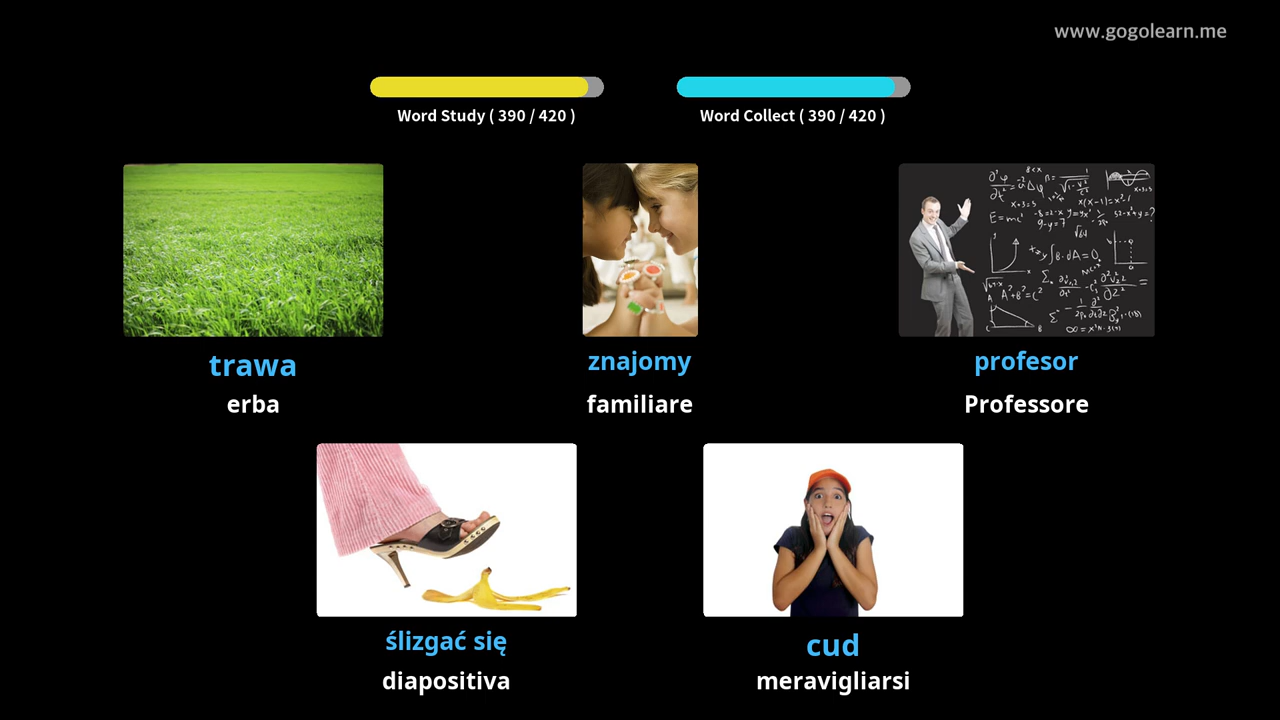 www.gogolearn.me
Word Study ( 390 / 420 )
Word Collect ( 390 / 420 )
trawa
erba
znajomy
familiare
profesor
Professore
ślizgać się
diapositiva
cud
meravigliarsi